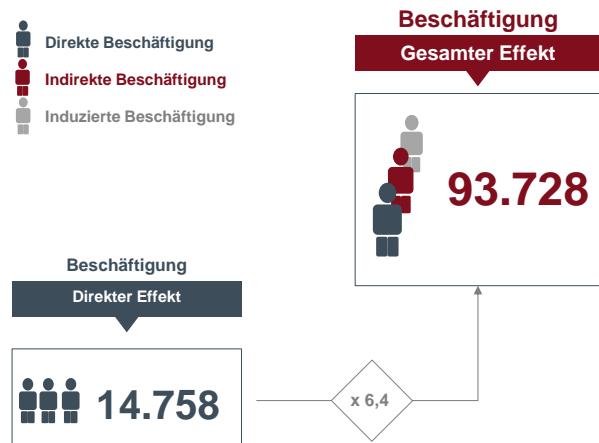 Direkte Beschäftigung
Indirekte Beschäftigung
Induzierte Beschäftigung
Beschäftigung
Gesamter Effekt
93.728
Beschäftigung
Direkter Effekt
14.758
x 6,4